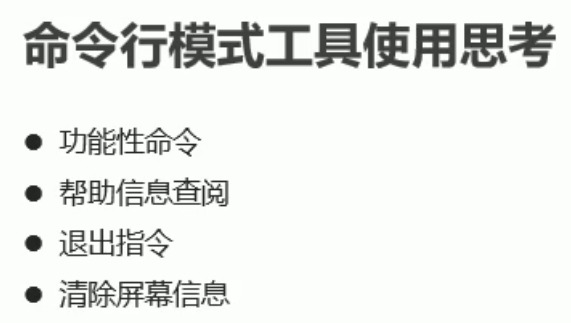 命令行模式工具使用思考
● 功能性命令
● 帮助信息查阅
● 退出指令
● 清除屏幕信息